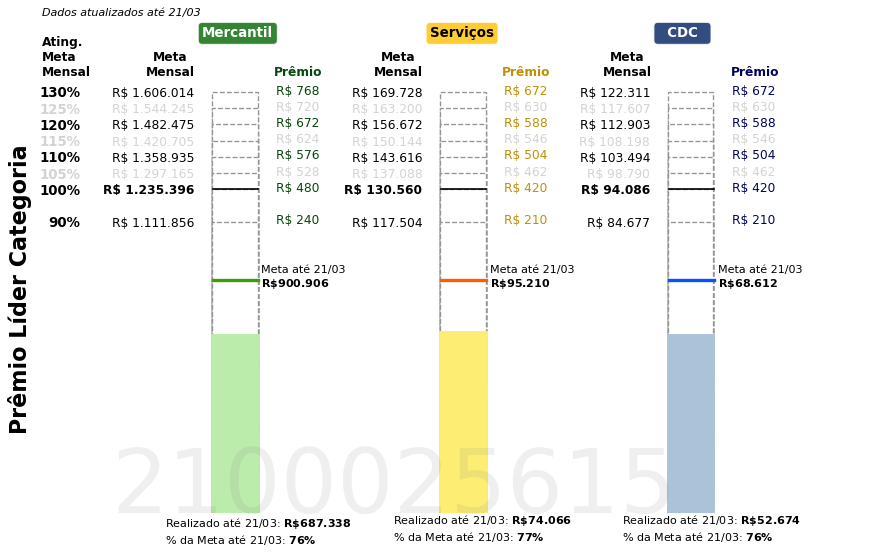 Dados atualizados até 21/03
Mercantil Serviços CDC
Ating. Meta Mensal Meta Mensal Prêmio Meta Mensal Prêmio Meta Mensal Prêmio
130% R$ 1.606.014 R$ 768 R$ 169.728 R$ 672 R$ 122.311 R$ 672
125% R$ 1.544.245 R$ 720 R$ 163.200 R$ 630 R$ 117.607 R$ 630
120% R$ 1.482.475 R$ 672 R$ 156.672 R$ 588 R$ 112.903 R$ 588
115% R$ 1.420.705 R$ 624 R$ 150.144 R$ 546 R$ 108.198 R$ 546
110% R$ 1.358.935 R$ 576 R$ 143.616 R$ 504 R$ 103.494 R$ 504
105% R$ 1.297.165 R$ 528 R$ 137.088 R$ 462 R$ 98.790 R$ 462
100% R$ 1.235.396 R$ 480 R$ 130.560 R$ 420 R$ 94.086 R$ 420
90% R$ 1.111.856 R$ 240 R$ 117.504 R$ 210 R$ 84.677 R$ 210
Meta até 21/03 Meta até 21/03 Meta até 21/03
R$900.906 R$95.210 R$68.612
Prêmio Líder Categoria
2100025615
Realizado até 21/03: R$687.338 Realizado até 21/03: R$74.066 Realizado até 21/03: R$52.674
% da Meta até 21/03: 76% % da Meta até 21/03: 77% % da Meta até 21/03: 76%